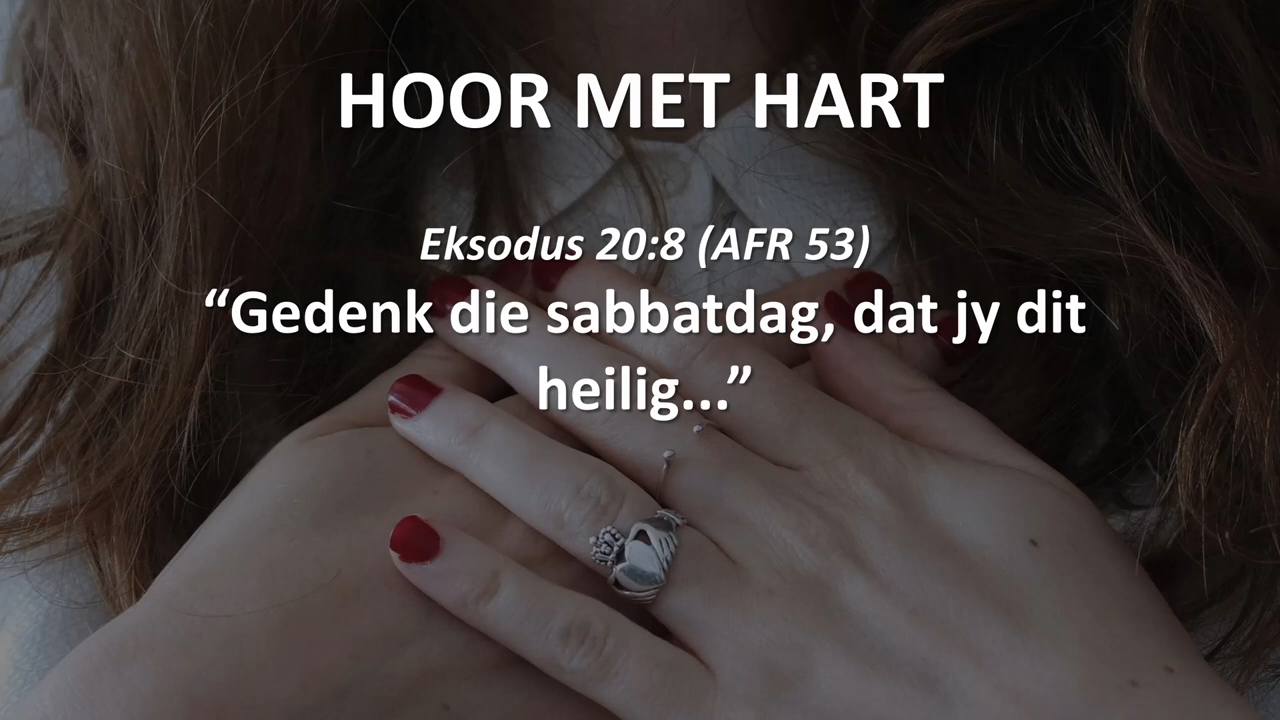 HOOR MET HART
Eksodus 20:8 (AFR 53)
“Gedenk die sabbatdag, dat jy dit
heilig...”